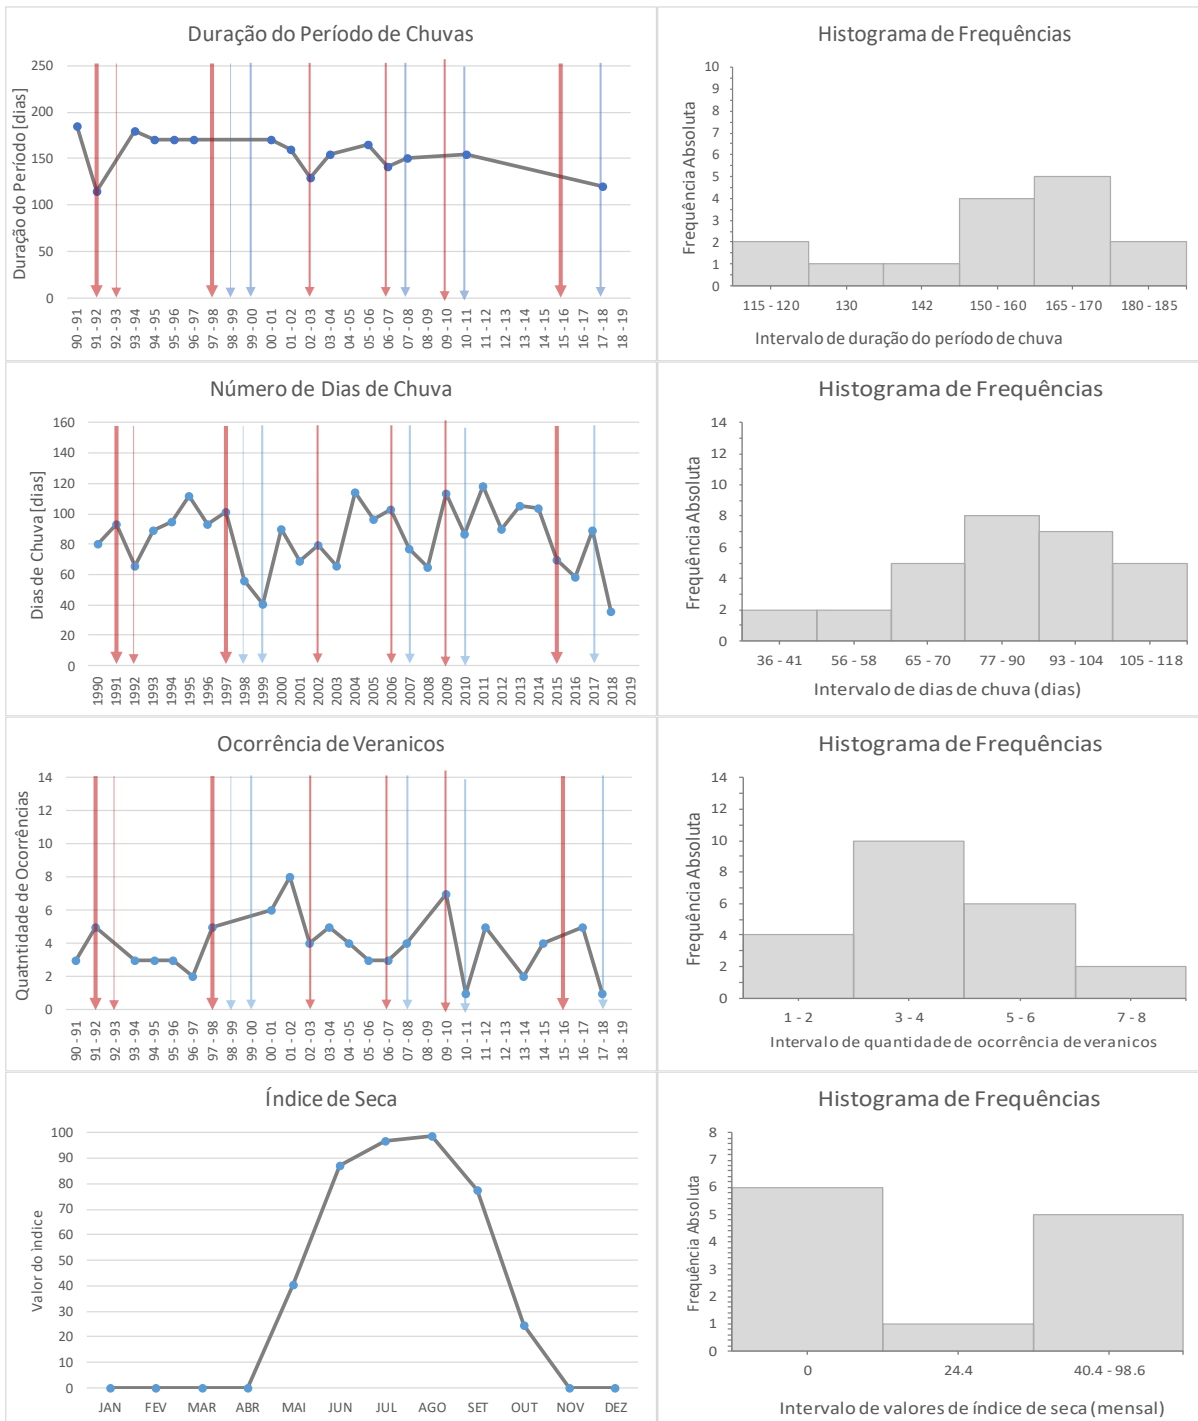 Duração do Período de Chuvas
Duração do Período [dias]
250
200
150
100
50
0
90 - 91
91 - 92
92 - 93
93 - 94
94 - 95
95 - 96
96 - 97
97 - 98
98 - 99
99 - 00
00 - 01
01 - 02
02 - 03
03 - 04
04 - 05
05 - 06
06 - 07
07 - 08
08 - 09
09 - 10
10 - 11
11 - 12
12 - 13
13 - 14
14 - 15
15 - 16
16 - 17
17 - 18
18 - 19
Histograma de Frequências
Frequência Absoluta
10
9
8
7
6
5
4
3
2
1
0
115 - 120
130
142
150 - 160
165 - 170
180 - 185
Intervalo de duração do período de chuva
Número de Dias de Chuva
Dias de Chuva [dias]
160
140
120
100
80
60
40
20
0
1990
1991
1992
1993
1994
1995
1996
1997
1998
1999
2000
2001
2002
2003
2004
2005
2006
2007
2008
2009
2010
2011
2012
2013
2014
2015
2016
2017
2018
2019
Histograma de Frequências
Frequência Absoluta
14
12
10
8
6
4
2
0
36 - 41
56 - 58
65 - 70
77 - 90
93 - 104
105 - 118
Intervalo de dias de chuva (dias)
Ocorrência de Veranicos
Quatntidade de Ocorrências
14
12
10
8
6
4
2
0
90 - 91
91 - 92
92 - 93
93 - 94
94 - 95
95 - 96
96 - 97
97 - 98
98 - 99
99 - 00
00 - 01
01 - 02
02 - 03
03 - 04
04 - 05
05 - 06
06 - 07
07 - 08
08 - 09
09 - 10
10 - 11
11 - 12
12 - 13
13 - 14
14 - 15
15 - 16
16 - 17
17 - 18
18 - 19
Histograma de Frequências
Frequência Absoluta
14
12
10
8
6
4
2
0
1 - 2
3 - 4
5 - 6
7 - 8
Intervalo de quantidade de ocorrência de veranicos
Índice de Seca
Valor do índice
100
90
80
70
60
50
40
30
20
10
0
JAN
FEV
MAR
ABR
MAI
JUN
JUL
AGO
SET
OUT
NOV
DEZ
Histograma de Frequências
Frequência Absoluta
8
7
6
5
4
3
2
1
0
0
24.4
40.4 - 98.6
Intervalo de valores de índice de seca (mensal)